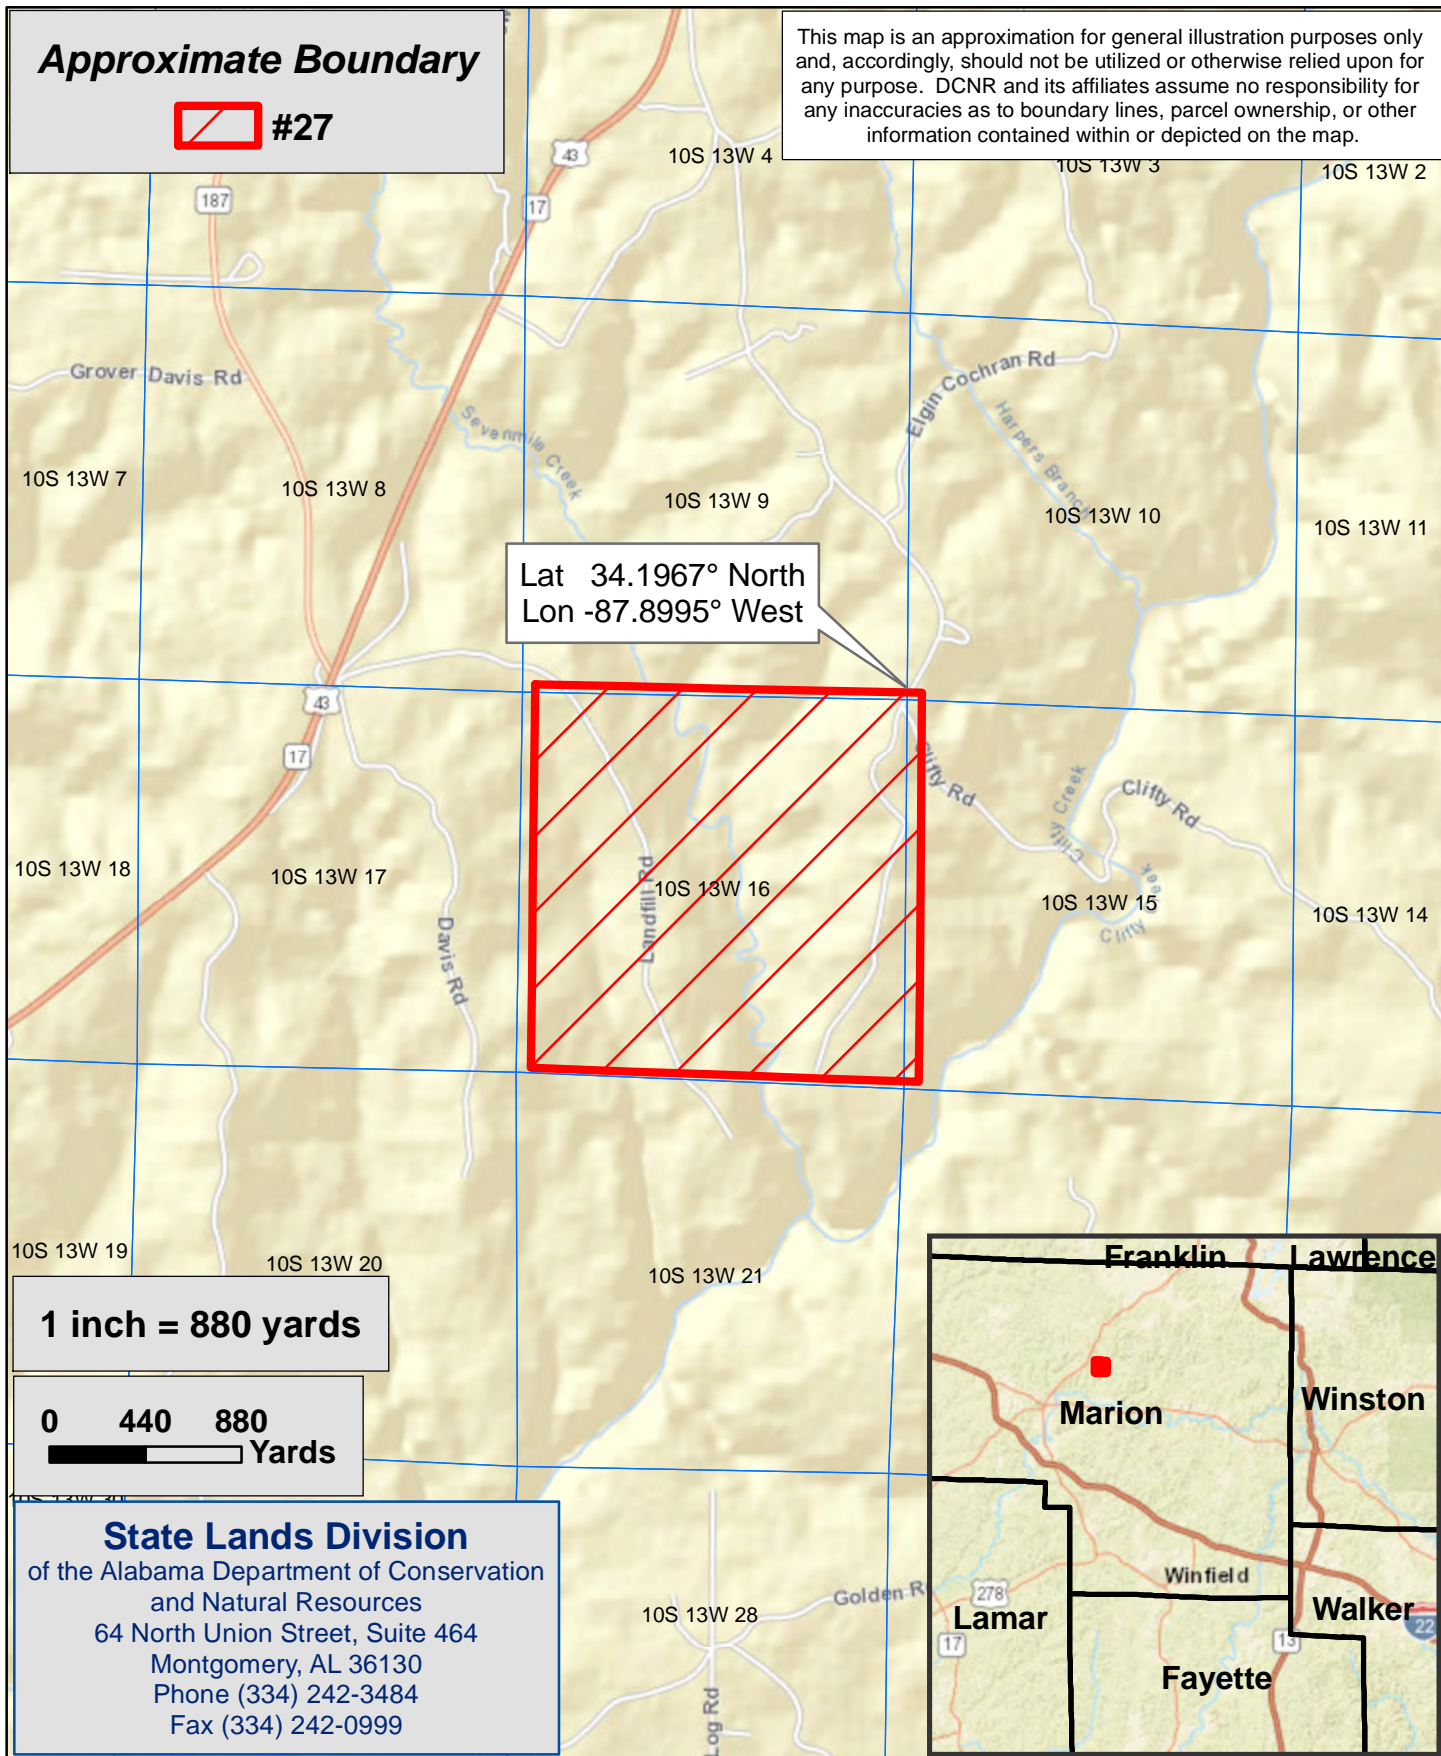 Approximate Boundary
#27
This map is an approximation for general illustration purposes only
and, accordingly, should not be utilized or otherwise relied upon for
any purpose. DCNR and its affiliates assume no responsibility for
any inaccuracies as to boundary lines, parcel ownership, or other
information contained within or depicted on the map.
43
10S 13W 4
10S 13W 3
10S 13W 2
187
17
Grover Davis Rd
Elgin Cochran Rd
Sevenmile Creek
Harpers Branch
10S 13W 7
10S 13W 8
10S 13W 9
10S 13W 10
10S 13W 11
Lat 34.1967° North
Lon -87.8995° West
43
17
Clifty Rd
Clifty Creek
Clifty Rd
10S 13W 18
10S 13W 17
Landfill Rd
10S 13W 16
10S 13W 15
10S 13W 14
Clifty Creek
Davis Rd
10S 13W 19
10S 13W 20
10S 13W 21
1 inch = 880 yards
0 440 880
Yards
10S 13W 30
State Lands Division
of the Alabama Department of Conservation
and Natural Resources
64 North Union Street, Suite 464
Montgomery, AL 36130
Phone (334) 242-3484
Fax (334) 242-0999
10S 13W 28
Golden R
Log Rd
Franklin
Lawrence
Marion
Winston
Winfield
278
Lamar
Walker
22
17
13
Fayette